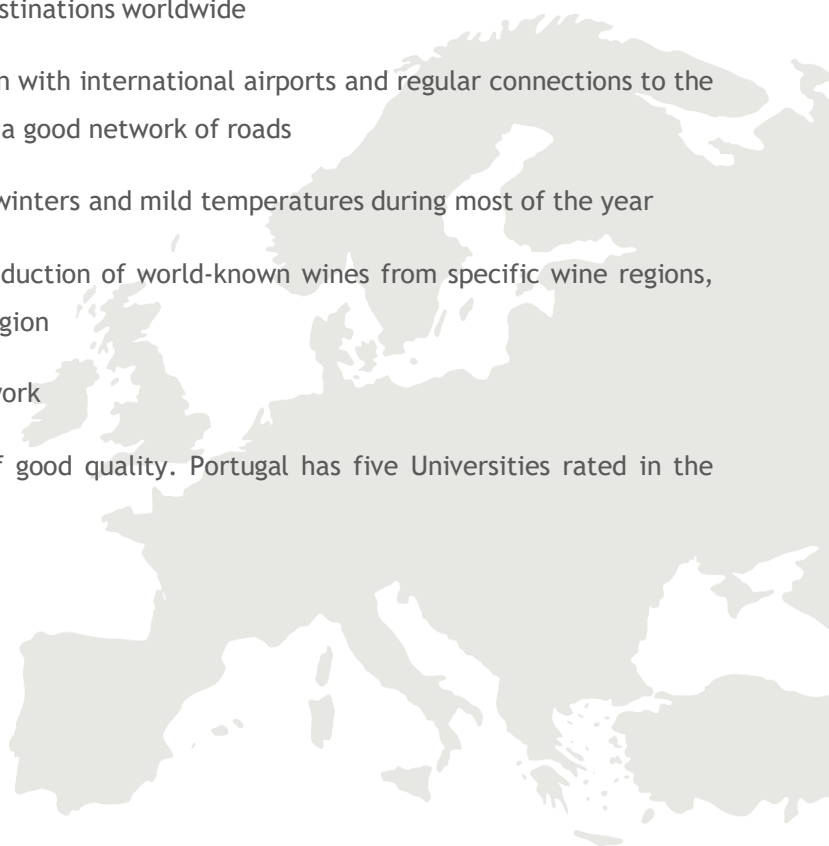 stinations worldwide
n with international airports and regular connections to the
a good network of roads
winters and mild temperatures during most of the year
duction of world-known wines from specific wine regions,
gion
work
f good quality. Portugal has five Universities rated in the